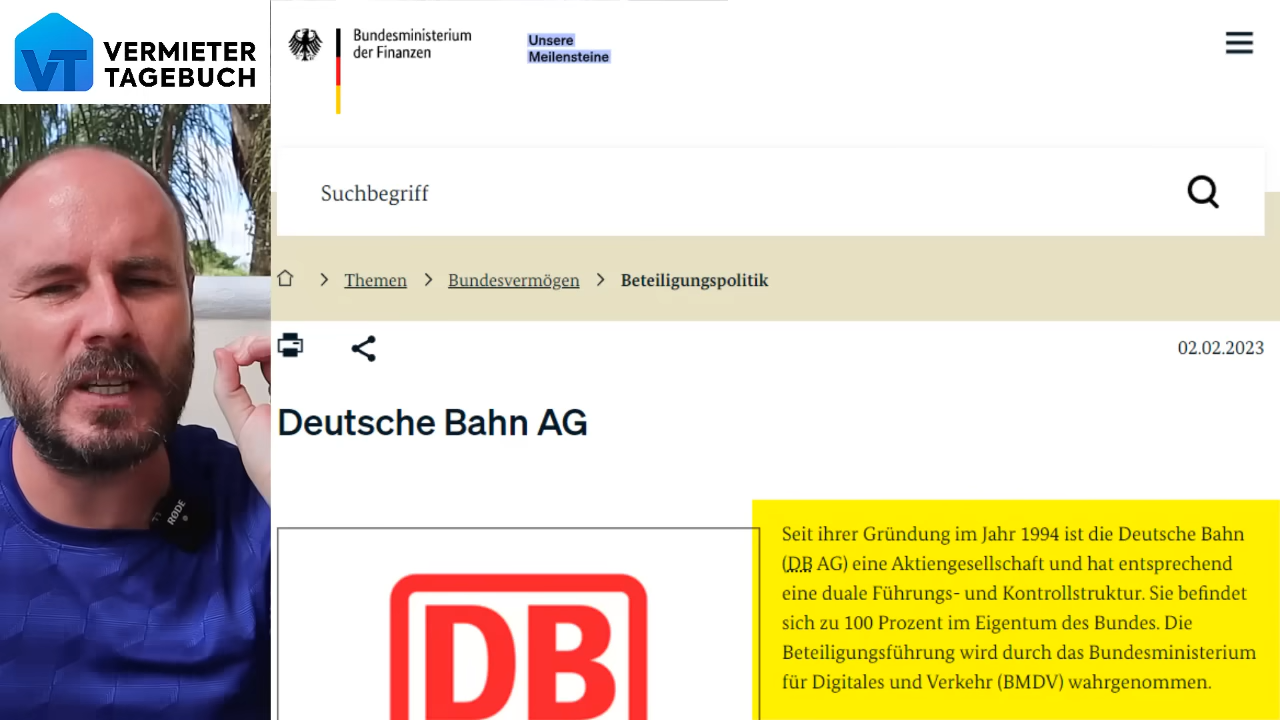 VT VERMIETER
TAGEBUCH
Bundesministerium
der Finanzen
Unsere
Meilensteine
Suchbegriff
Themen
Bundesvermögen
Beteiligungspolitik
02.02.2023
Deutsche Bahn AG
RØDE
DB
Seit ihrer Gründung im Jahr 1994 ist die Deutsche Bahn
(DB AG) eine Aktiengesellschaft und hat entsprechend
eine duale Führungs- und Kontrollstruktur. Sie befindet
sich zu 100 Prozent im Eigentum des Bundes. Die
Beteiligungsführung wird durch das Bundesministerium
für Digitales und Verkehr (BMDV) wahrgenommen.